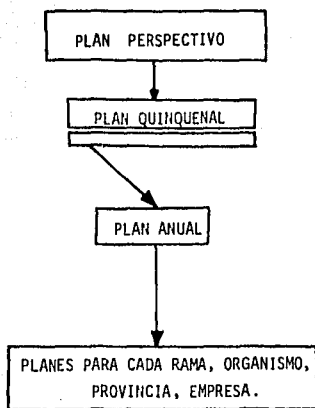 PLAN PERSPECTIVO
PLAN QUINQUENAL
PLAN ANUAL
PLANES PARA CADA RAMA, ORGANISMO,
PROVINCIA, EMPRESA.